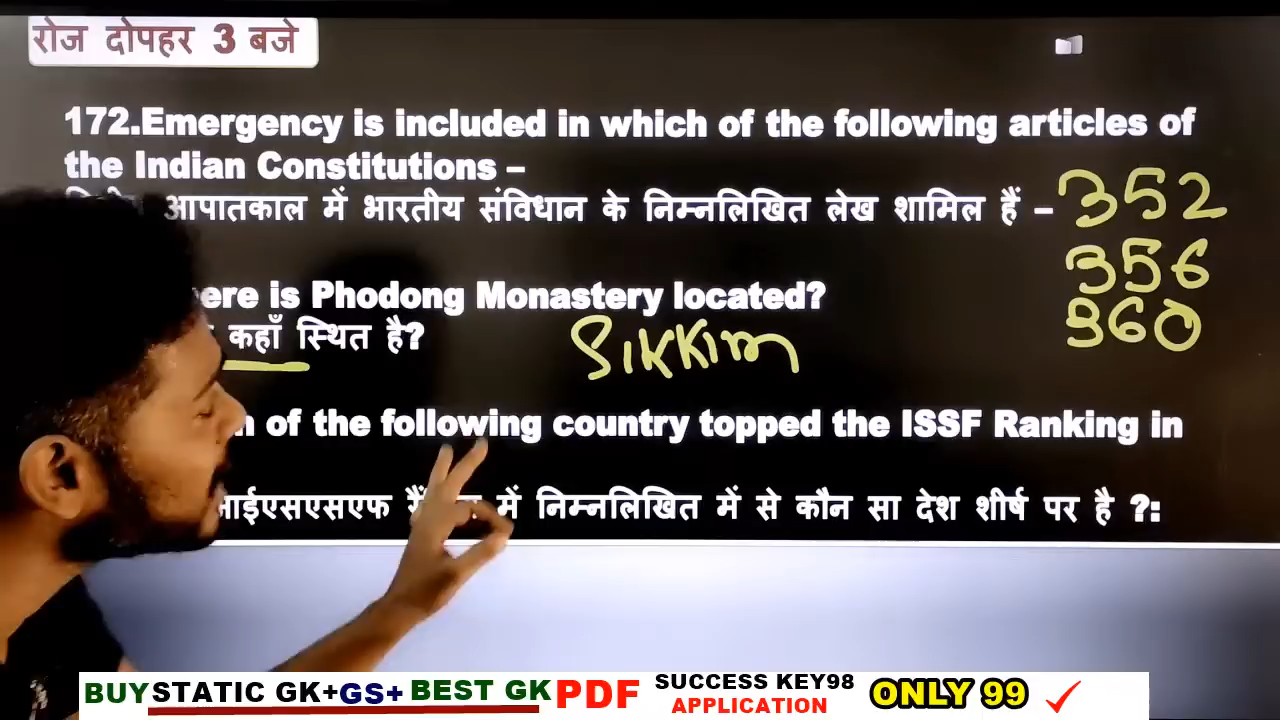 रोज दोपहर 3 बजे
172.Emergency is included in which of the following articles of
the Indian Constitutions –
आपातकाल में भारतीय संविधान के निम्नलिखित लेख शामिल हैं –
352
356
360
is Phodong Monastery located?
कहाँ स्थित है?
Sikkim
of the following country topped the ISSF Ranking in
में निम्नलिखित में से कौन सा देश शीर्ष पर है ?:
BUY STATIC GK+GS+ BEST GK PDF SUCCESS KEY98 APPLICATION ONLY 99